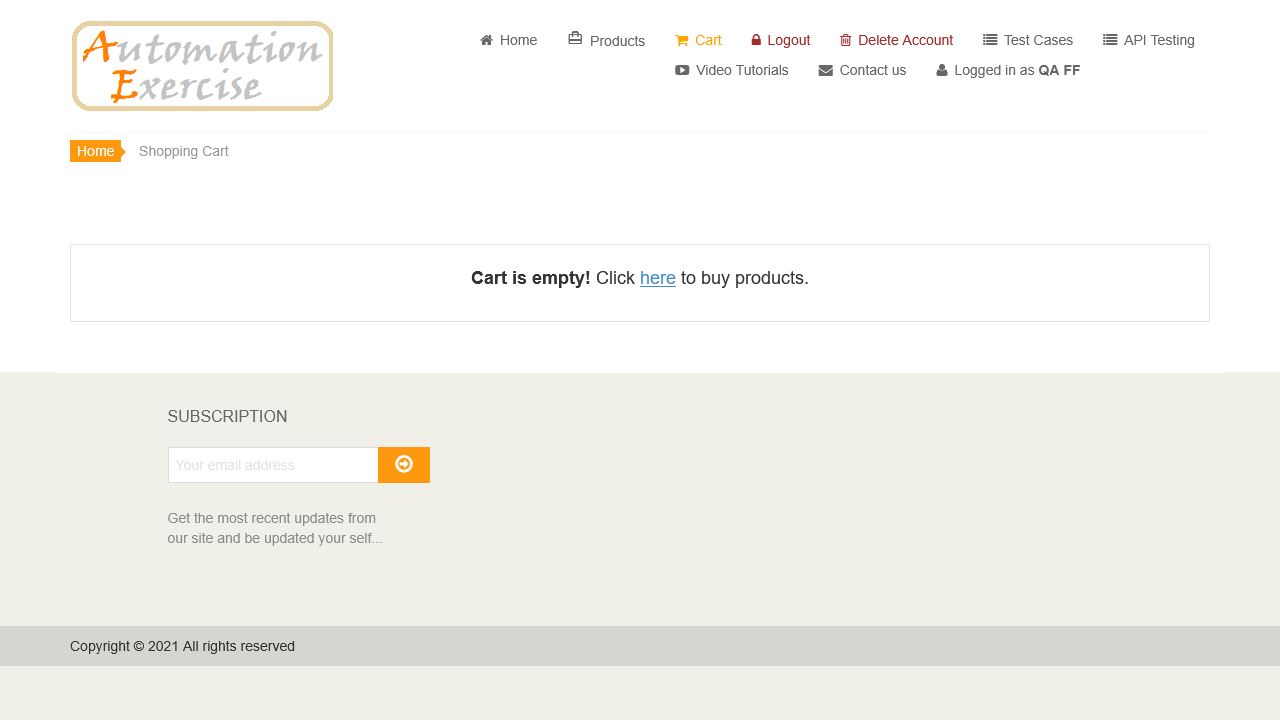 Automation
Exercise
Home
Products
Cart
Logout
Delete Account
Test Cases
API Testing
Video Tutorials
Contact us
Logged in as QA FF
Home
Shopping Cart
Cart is empty! Click here to buy products.
SUBSCRIPTION
Your email address
Get the most recent updates from
our site and be updated your self...
Copyright © 2021 All rights reserved